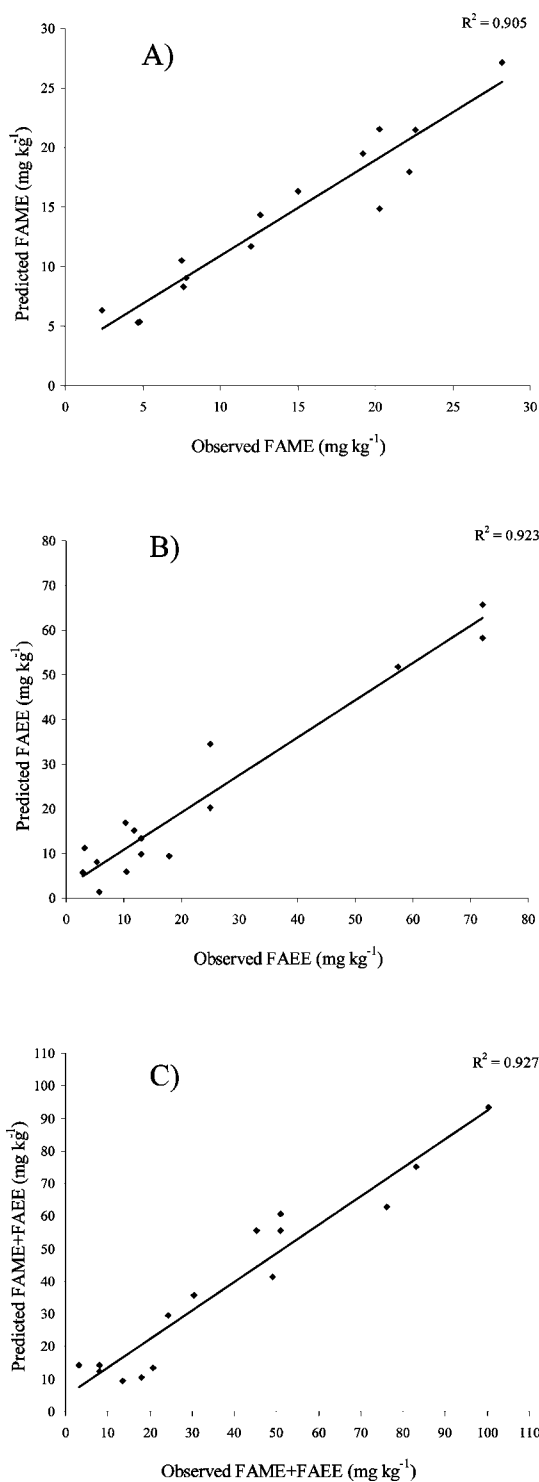 R² = 0.905
A)
30
25
20
15
10
5
0
Predicted FAME (mg kg⁻¹)
0 5 10 15 20 25 30
Observed FAME (mg kg⁻¹)
R² = 0.923
B)
80
70
60
50
40
30
20
10
0
Predicted FAEE (mg kg⁻¹)
0 10 20 30 40 50 60 70 80
Observed FAEE (mg kg⁻¹)
R² = 0.927
C)
110
100
90
80
70
60
50
40
30
20
10
0
Predicted FAME+FAEE (mg kg⁻¹)
0 10 20 30 40 50 60 70 80 90 100 110
Observed FAME+FAEE (mg kg⁻¹)